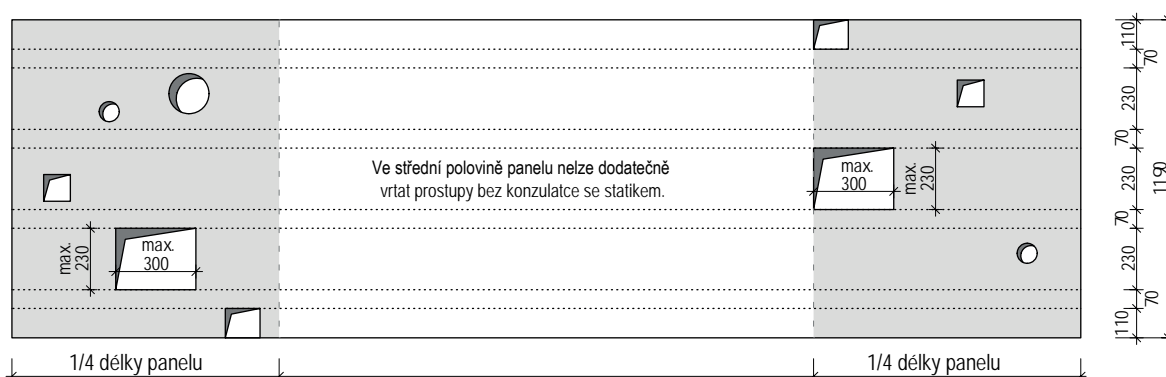 110
70
230
70
230
70
230
70
110
1190
Ve střední polovině panelu nelze dodatečně
vrtat prostupy bez konzulatce se statikem.
max.
300
max.
230
max.
230
max.
300
1/4 délky panelu
1/4 délky panelu